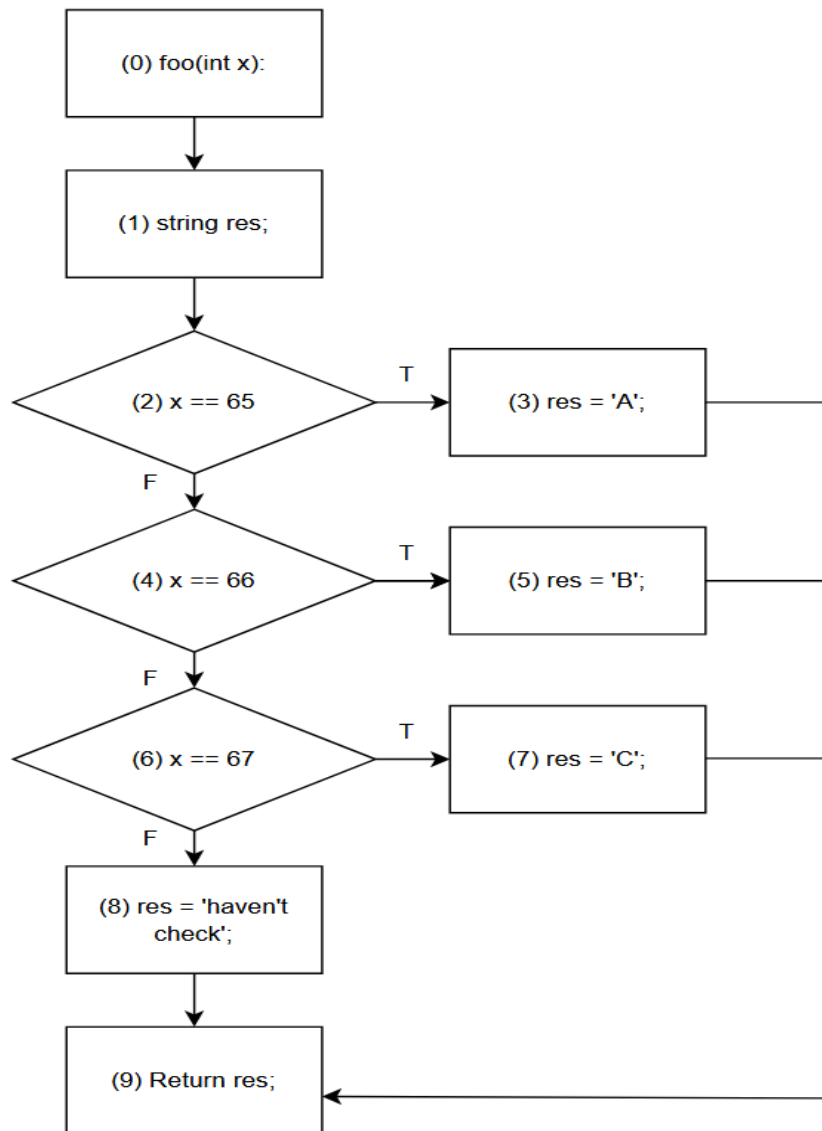 (0) foo(int x):
(1) string res;
(2) x == 65
T
(3) res = 'A';
F
(4) x == 66
T
(5) res = 'B';
F
(6) x == 67
T
(7) res = 'C';
F
(8) res = 'haven't
check';
(9) Return res;